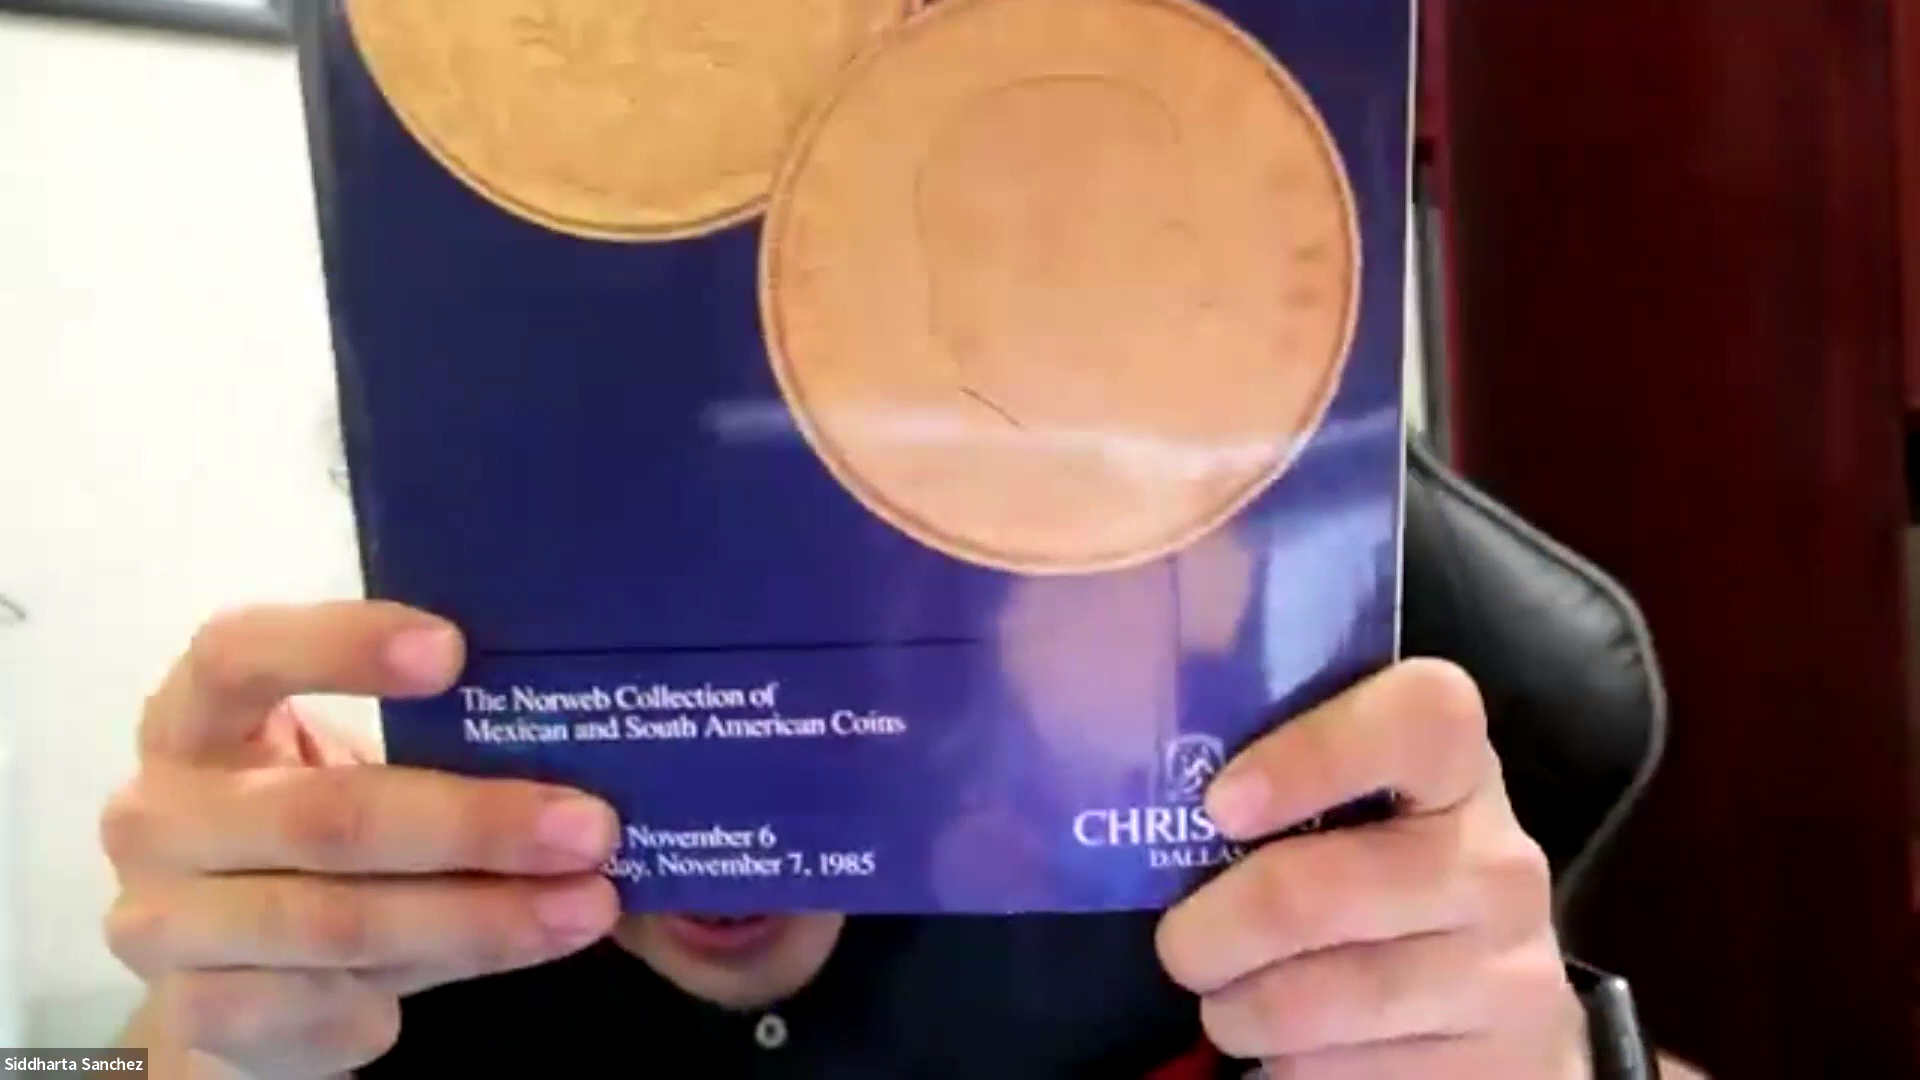 The Norweb Collection of
Mexican and South American Coins
November 6
day, November 7, 1985
CHRIS
DALLAS
Siddharta Sanchez